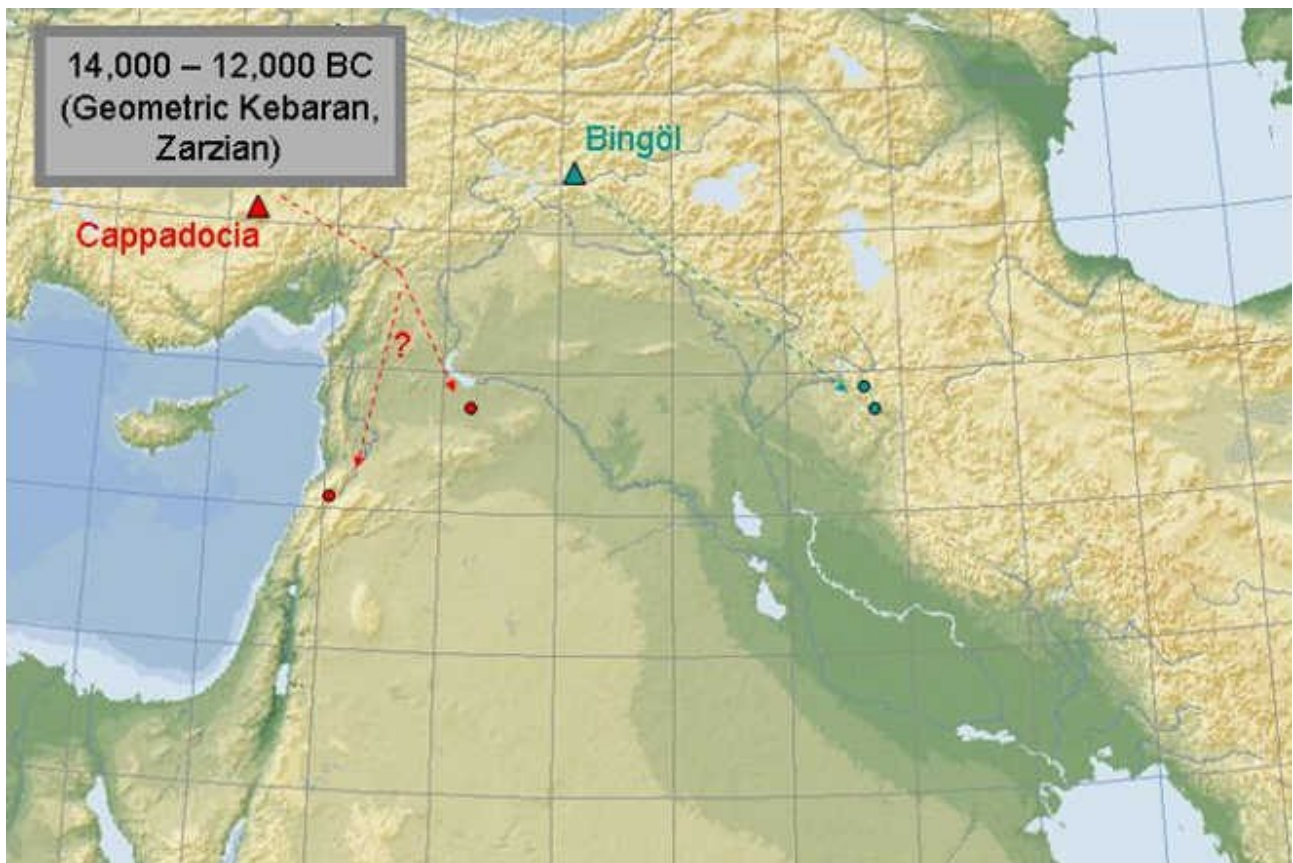 14,000 – 12,000 BC
(Geometric Kebaran,
Zarzian)
Bingöl
Cappadocia
?